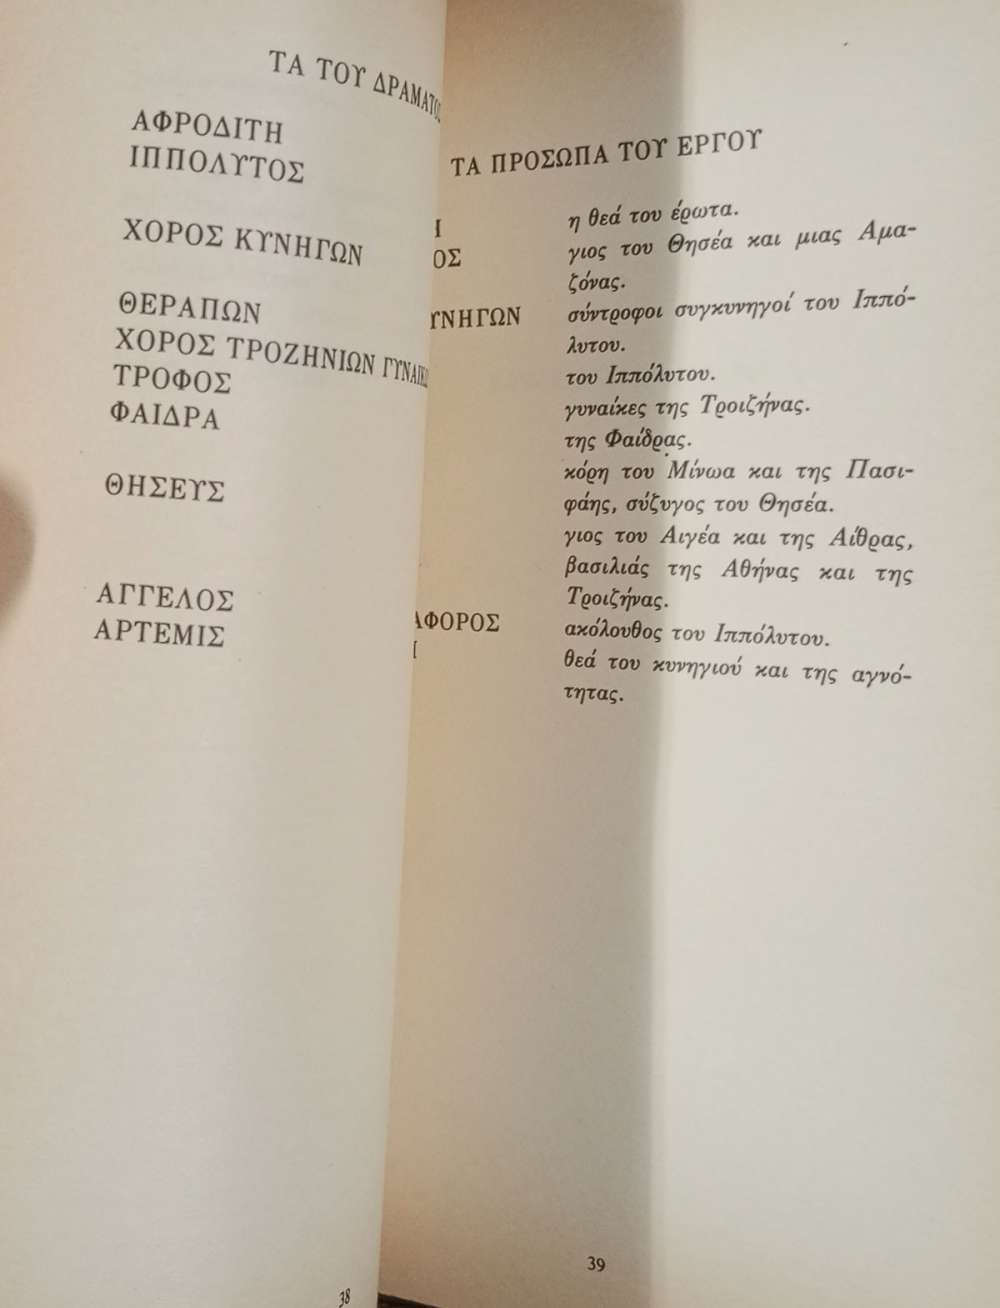 ΤΑ ΤΟΥ ΔΡΑΜΑΤΟΣ
ΑΦΡΟΔΙΤΗ
ΙΠΠΟΛΥΤΟΣ
ΧΟΡΟΣ ΚΥΝΗΓΩΝ
ΘΕΡΑΠΩΝ
ΧΟΡΟΣ ΤΡΟΖΗΝΙΩΝ
ΤΡΟΦΟΣ
ΦΑΙΔΡΑ
ΘΗΣΕΥΣ
ΑΓΓΕΛΟΣ
ΑΡΤΕΜΙΣ
38
ΤΑ ΠΡΟΣΩΠΑ ΤΟΥ ΕΡΓΟΥ
η θεά του έρωτα.
ΟΣ γιος του Θησέα και μιας Αμα-
ζόνας.
ΥΝΗΓΩΝ σύντροφοι συγκυνηγοί του Ιππό-
λυτου.
του Ιππόλυτου.
γυναίκες της Τροιζήνας.
της Φαίδρας.
κόρη του Μίνωα και της Πασι-
φάης, σύζυγος του Θησέα.
γιος του Αιγέα και της Αίθρας,
βασιλιάς της Αθήνας και της
Τροιζήνας.
ΑΦΟΡΟΣ ακόλουθος του Ιππόλυτου.
θεά του κυνηγιού και της αγνό-
τητας.
39